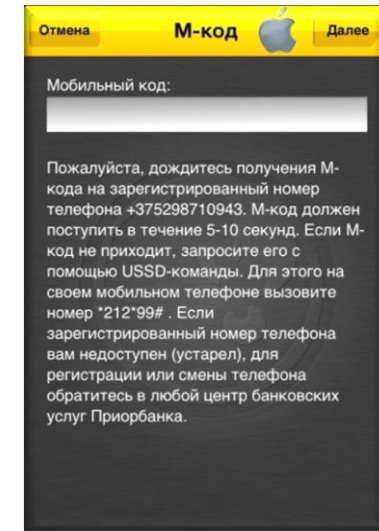 Отмена М-код Далее
Мобильный код:
Пожалуйста, дождитесь получения М-
кода на зарегистрированный номер
телефона +375298710943. М-код должен
поступить в течение 5-10 секунд. Если М-
код не приходит, запросите его с
помощью USSD-команды. Для этого на
своем мобильном телефоне вызовите
номер *212*99# . Если
зарегистрированный номер телефона
вам недоступен (устарел), для
регистрации или смены телефона
обратитесь в любой центр банковских
услуг Приорбанка.